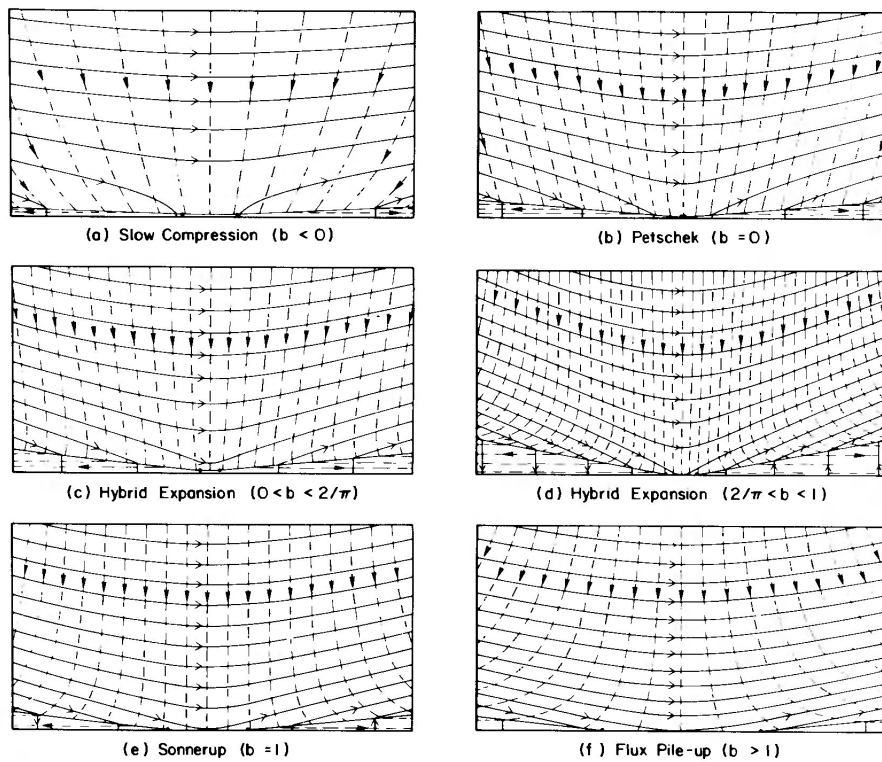 (a) Slow Compression (b < 0)
(b) Petschek (b = 0)
(c) Hybrid Expansion (0 < b < 2/π)
(d) Hybrid Expansion (2/π < b < 1)
(e) Sonnerup (b = 1)
(f) Flux Pile-up (b > 1)